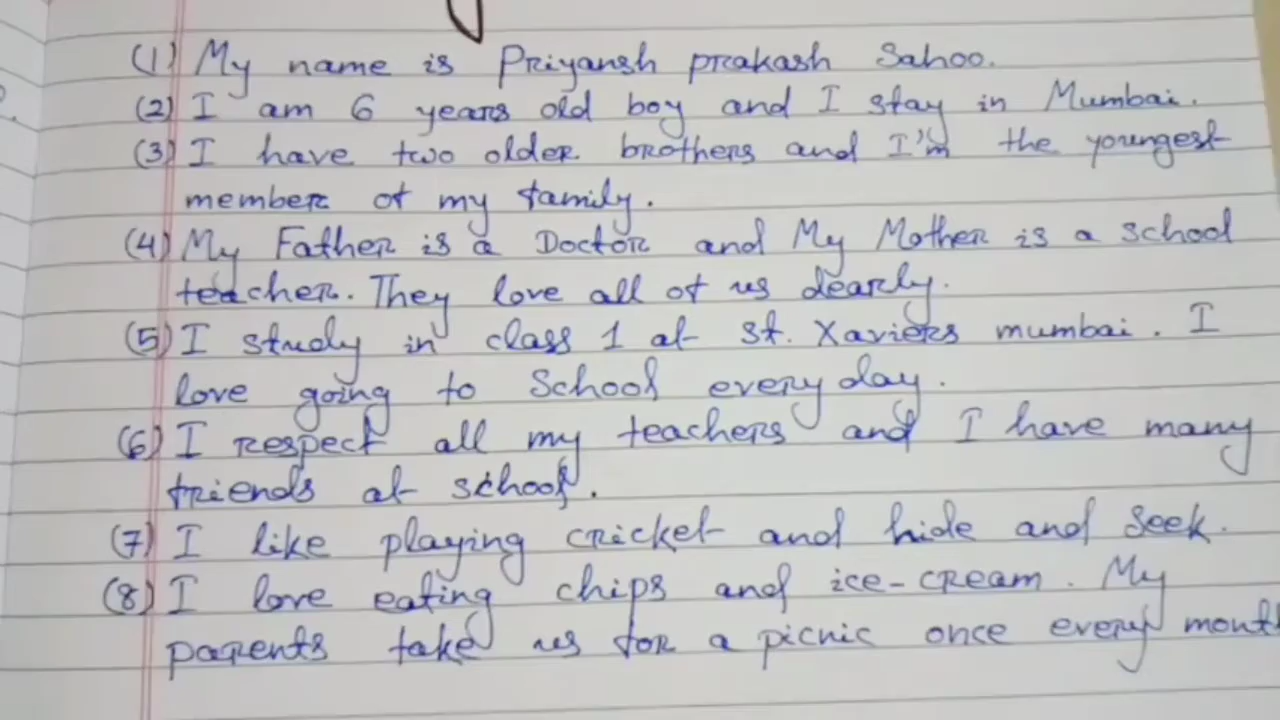 (1) My name is Priyansh prakash Sahoo.
(2) I am 6 years old boy and I stay in Mumbai.
(3) I have two older brothers and I'm the youngest
member of my family.
(4) My Father is a Doctor and My Mother is a school
teacher. They love all of us dearly.
(5) I study in class 1 at St. Xaviers mumbai. I
love going to School every day.
(6) I respect all my teachers and I have many
friends at school.
(7) I like playing cricket and hide and Seek.
(8) I love eating chips and ice-cream. My
parents take us for a picnic once every month